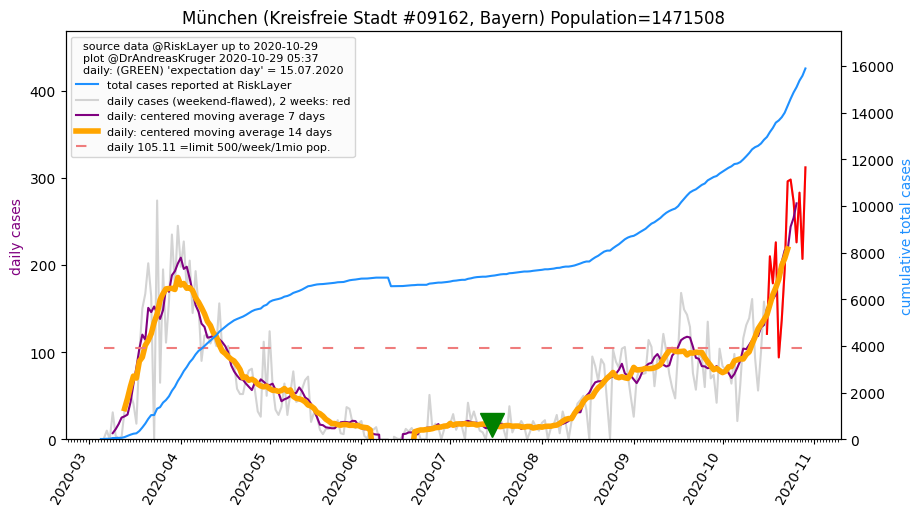 München (Kreisfreie Stadt #09162, Bayern) Population=1471508
source data @RiskLayer up to 2020-10-29
plot @DrAndreasKruger 2020-10-29 05:37
daily: (GREEN) 'expectation day' = 15.07.2020
total cases reported at RiskLayer
daily cases (weekend-flawed), 2 weeks: red
daily: centered moving average 7 days
daily: centered moving average 14 days
daily 105.11 =limit 500/week/1mio pop.
daily cases
400
300
200
100
0
cumulative total cases
16000
14000
12000
10000
8000
6000
4000
2000
0
2020-03
2020-04
2020-05
2020-06
2020-07
2020-08
2020-09
2020-10
2020-11